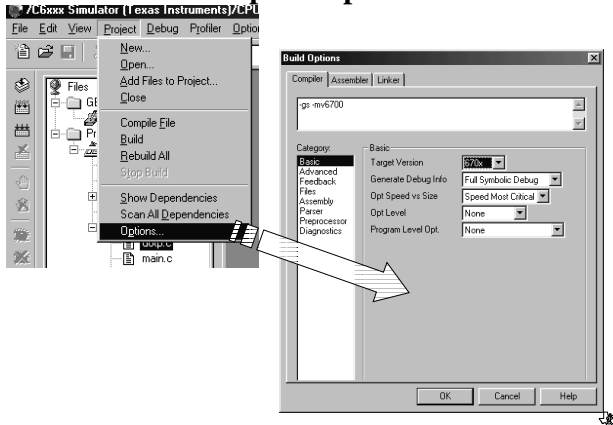 'C6xxx Simulator (Texas Instruments)/CPU
File Edit View Project Debug Profiler Optio
New...
Open...
Add Files to Project...
Close
Compile File
Build
Rebuild All
Stop Build
Show Dependencies
Scan All Dependencies
Options...
Files
GE
Pr
dotp.c
main.c
Build Options
Compiler Assembler Linker
-gs -mv6700
Category:
Basic
Advanced
Feedback
Files
Assembly
Parser
Preprocessor
Diagnostics
Basic
Target Version 670x
Generate Debug Info Full Symbolic Debug
Opt Speed vs Size Speed Most Critical
Opt Level None
Program Level Opt. None
OK Cancel Help